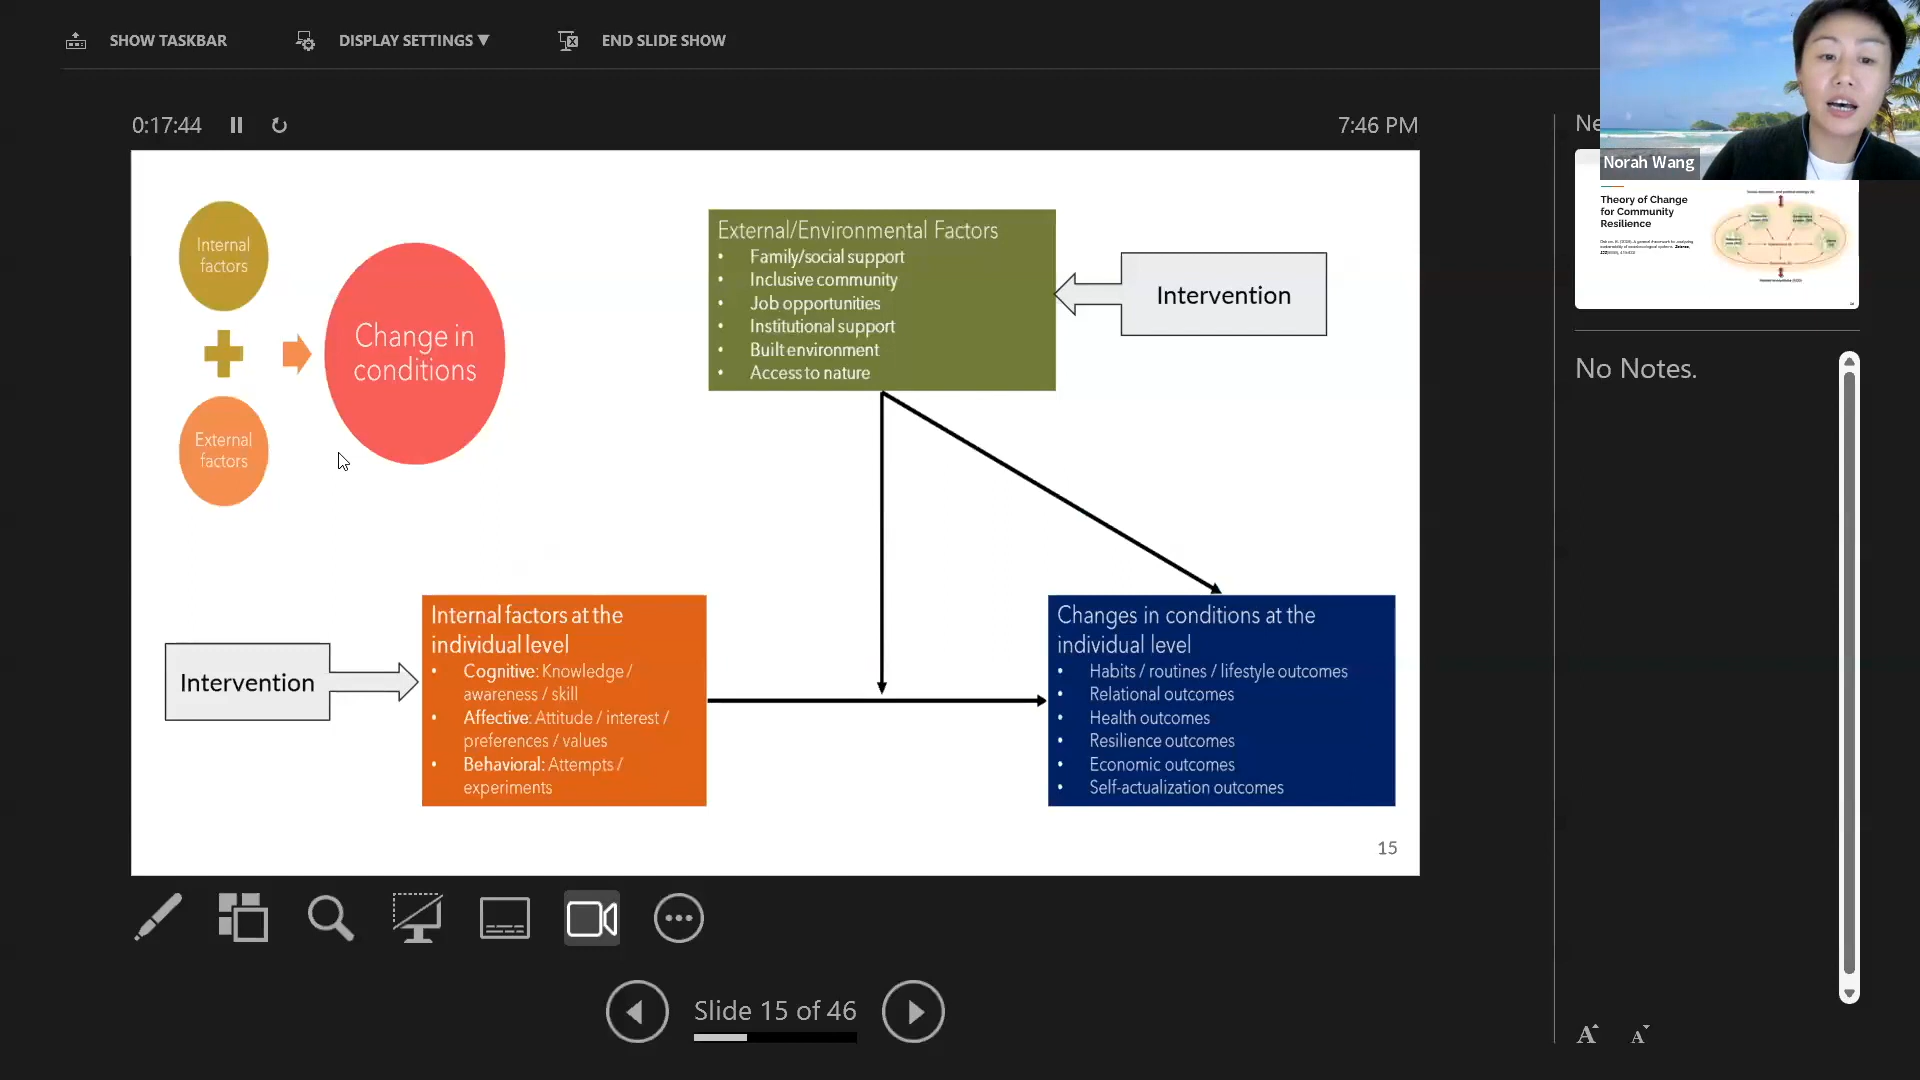 SHOW TASKBAR
DISPLAY SETTINGS
END SLIDE SHOW
0:17:44
7:46 PM
Internal
factors
External
factors
Change in
conditions
External/Environmental Factors
• Family/social support
• Inclusive community
• Job opportunities
• Institutional support
• Built environment
• Access to nature
Intervention
Intervention
Internal factors at the
individual level
• Cognitive: Knowledge /
awareness / skill
• Affective: Attitude / interest /
preferences / values
• Behavioral: Attempts /
experiments
Changes in conditions at the
individual level
• Habits / routines / lifestyle outcomes
• Relational outcomes
• Health outcomes
• Resilience outcomes
• Economic outcomes
• Self-actualization outcomes
15
Slide 15 of 46
Ne
Norah Wang
Theory of Change
for Community
Resilience
No Notes.
A
A